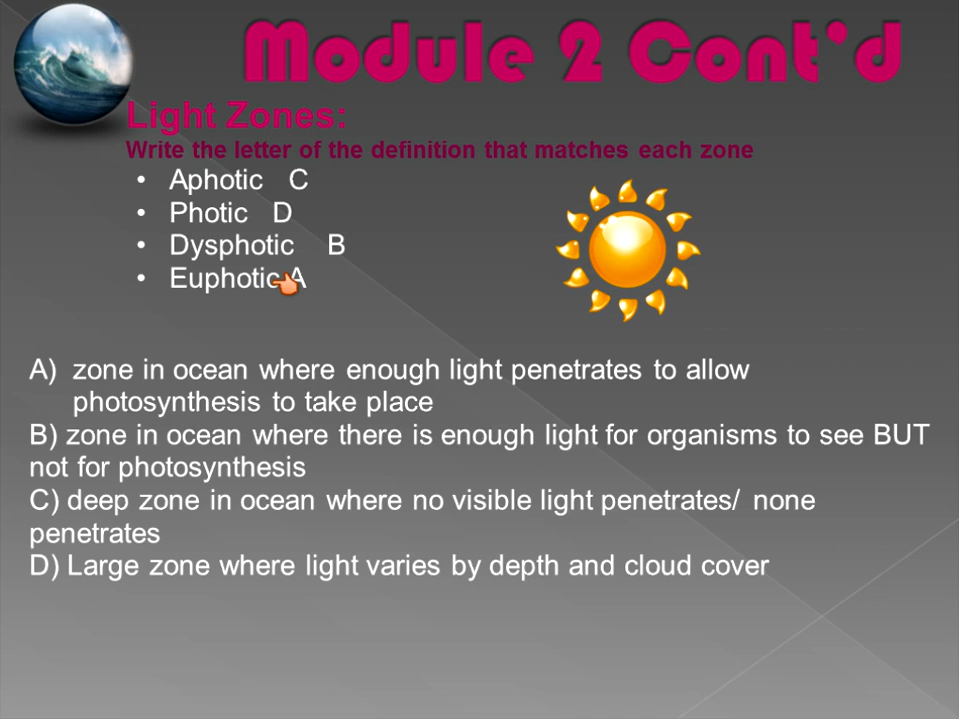 Module 2 Cont'd
Light Zones:
Write the letter of the definition that matches each zone
• Aphotic C
• Photic D
• Dysphotic B
• Euphotic A
A) zone in ocean where enough light penetrates to allow
photosynthesis to take place
B) zone in ocean where there is enough light for organisms to see BUT
not for photosynthesis
C) deep zone in ocean where no visible light penetrates/ none
penetrates
D) Large zone where light varies by depth and cloud cover